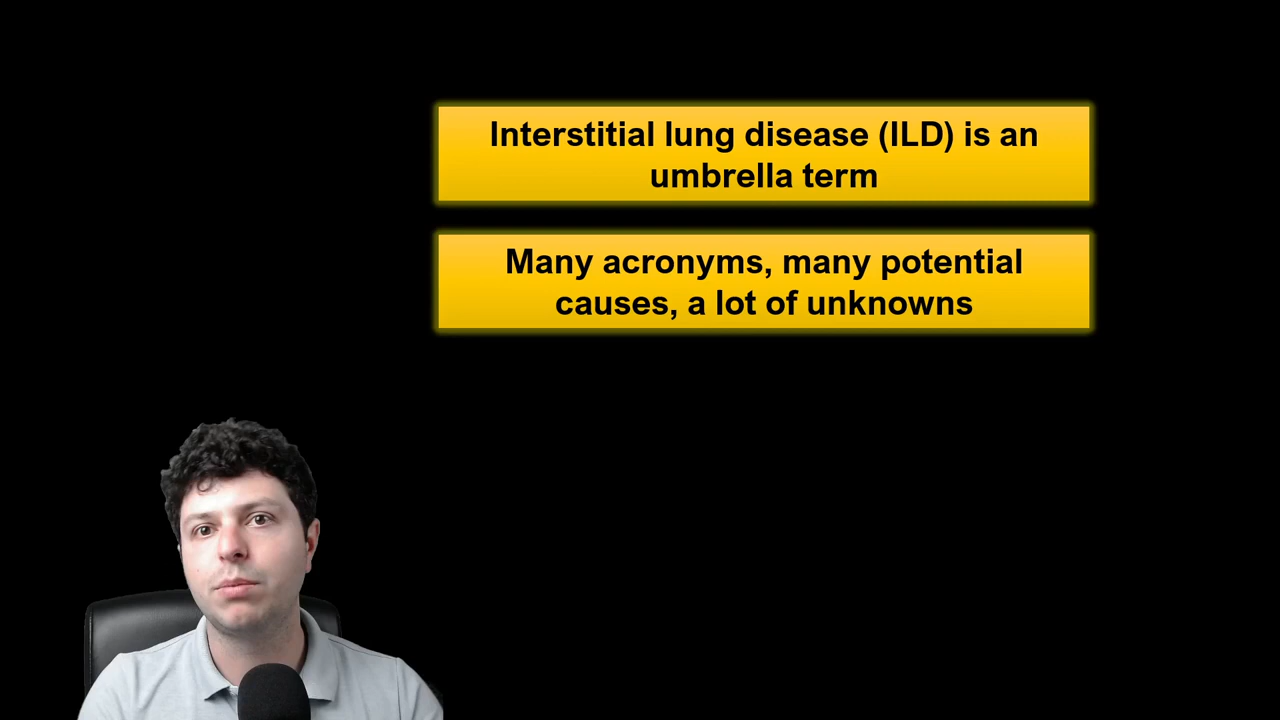 Interstitial lung disease (ILD) is an
umbrella term
Many acronyms, many potential
causes, a lot of unknowns